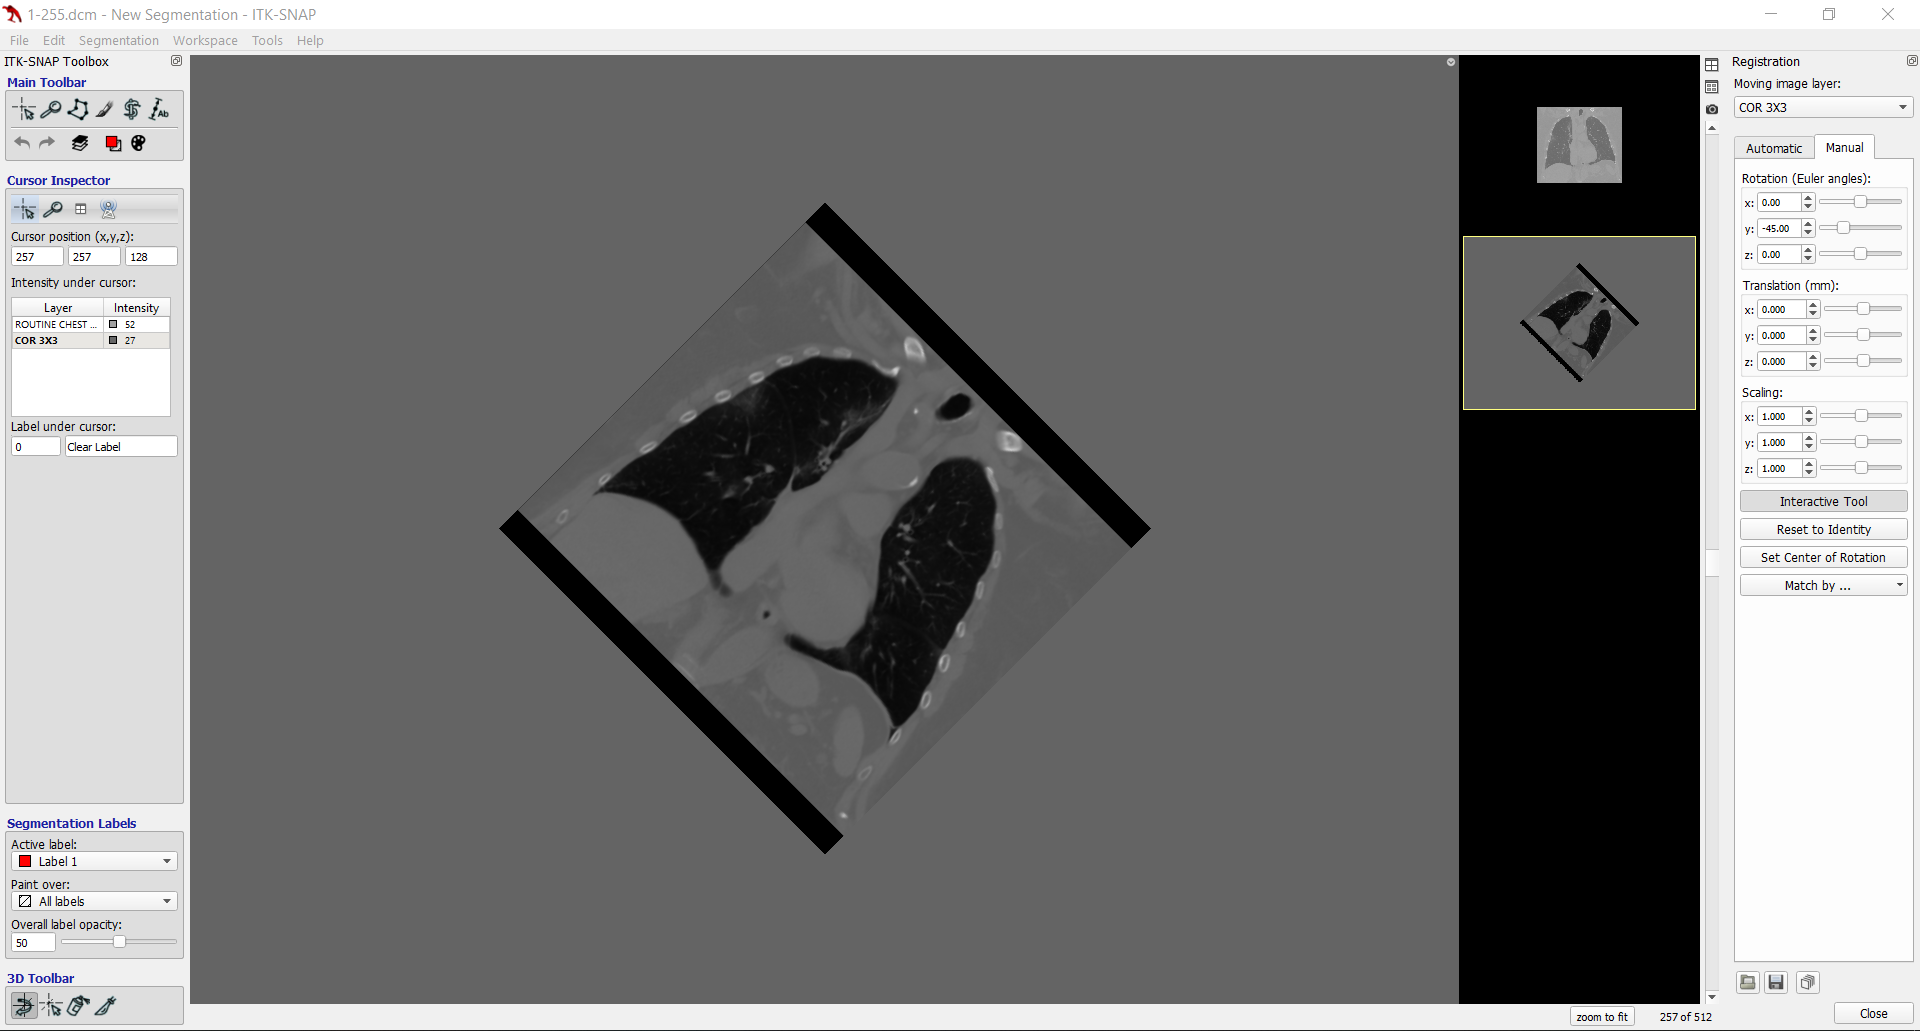 1-255.dcm - New Segmentation - ITK-SNAP
File Edit Segmentation Workspace Tools Help
ITK-SNAP Toolbox
Main Toolbar
Ab
Cursor Inspector
Cursor position (x,y,z):
257 257 128
Intensity under cursor:
Layer Intensity
ROUTINE CHEST ... 52
COR 3X3 27
Label under cursor:
0 Clear Label
Segmentation Labels
Active label:
Label 1
Paint over:
All labels
Overall label opacity:
50
3D Toolbar
zoom to fit 257 of 512
Registration
Moving image layer:
COR 3X3
Automatic Manual
Rotation (Euler angles):
x: 0.00
y: -45.00
z: 0.00
Translation (mm):
x: 0.000
y: 0.000
z: 0.000
Scaling:
x: 1.000
y: 1.000
z: 1.000
Interactive Tool
Reset to Identity
Set Center of Rotation
Match by ...
Close